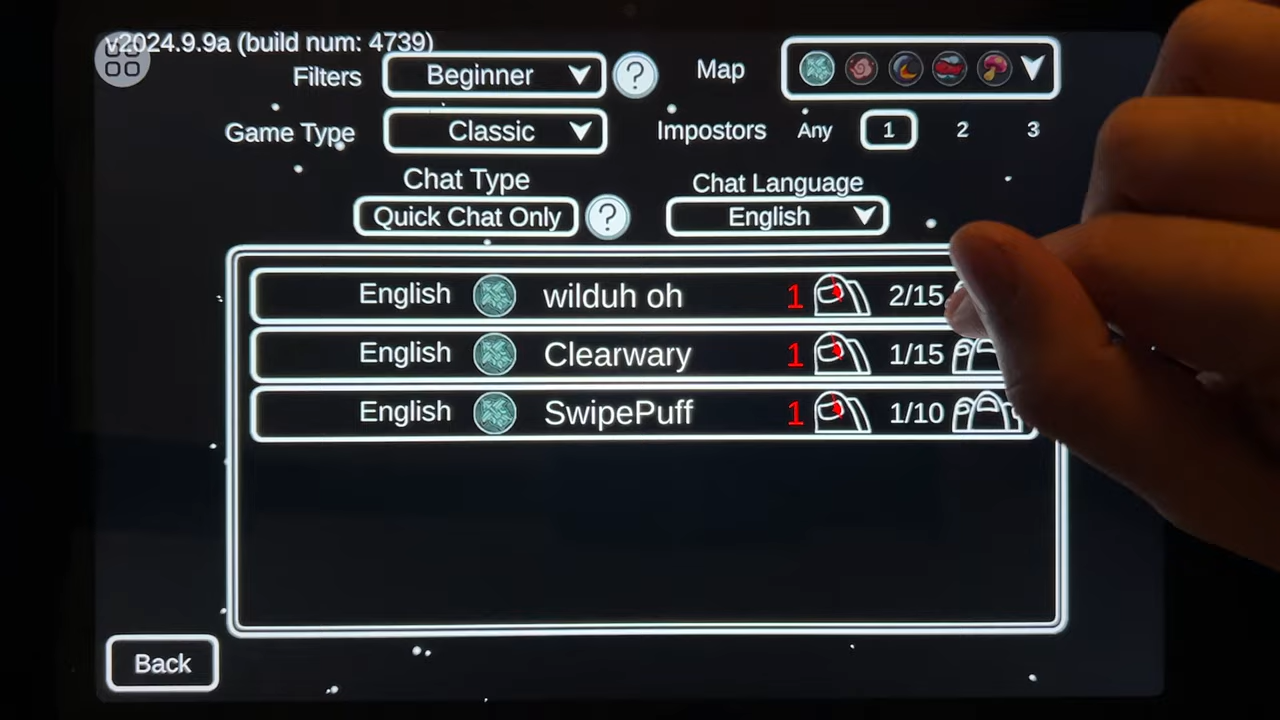 v2024.9.9a (build num: 4739)
Filters Beginner ? Map
Game Type Classic Impostors Any 1 2 3
Chat Type Chat Language
Quick Chat Only ? English
English wilduh oh 1 2/15
English Clearwary 1 1/15
English SwipePuff 1 1/10
Back